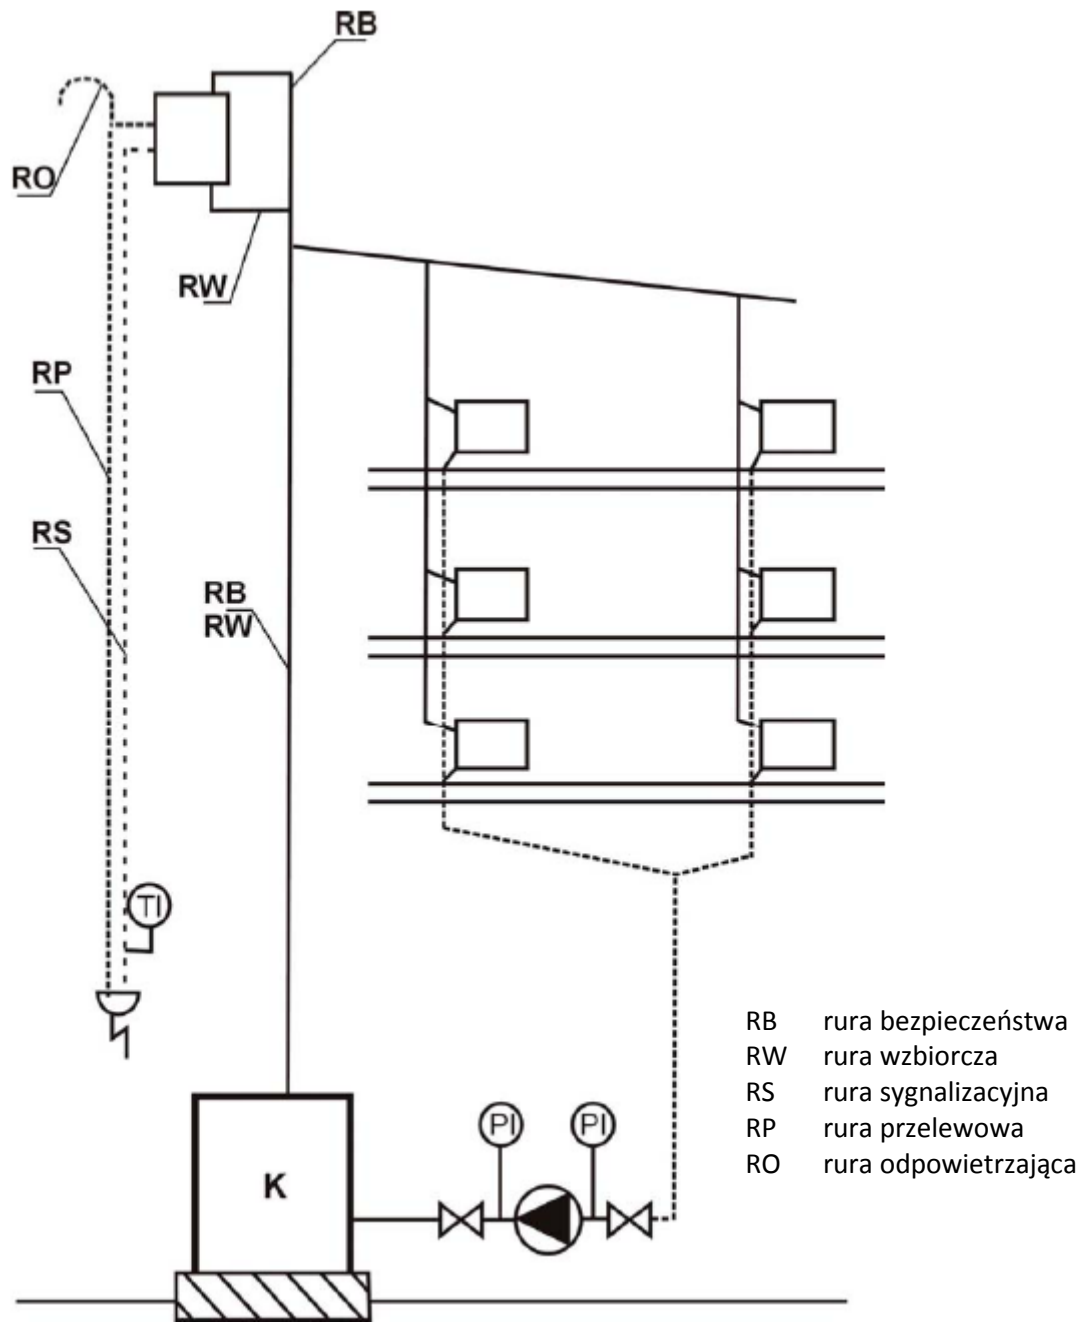 RB
RO
RW
RP
RS
RB
RW
TI
PI PI
K
RB rura bezpieczeństwa
RW rura wzbiorcza
RS rura sygnalizacyjna
RP rura przelewowa
RO rura odpowietrzająca